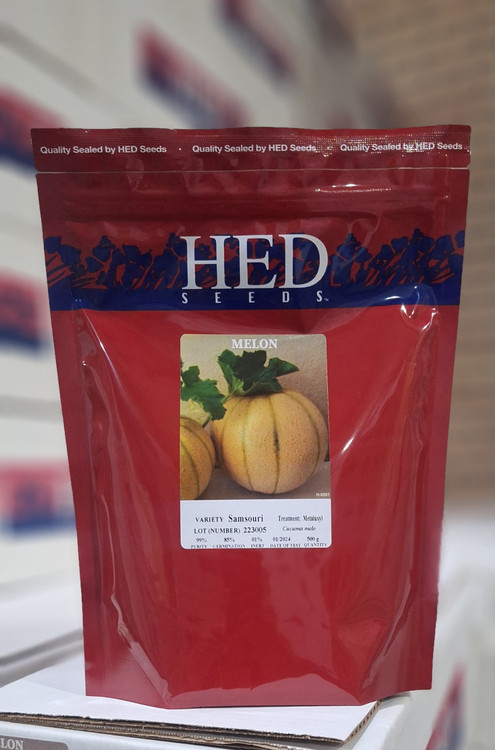 Quality Sealed by HED Seeds · Quality Sealed by HED Seeds · Quality Sealed by HED Seeds
HED
SEEDS
MELON
VARIETY Samsouri Treatment: Metalaxyl
LOT (NUMBER) 223005 Cucumis melo
99% 85% 01% 01/2024 500 g
PURITY GERMINATION INERT DATE OF TEST QUANTITY
LON